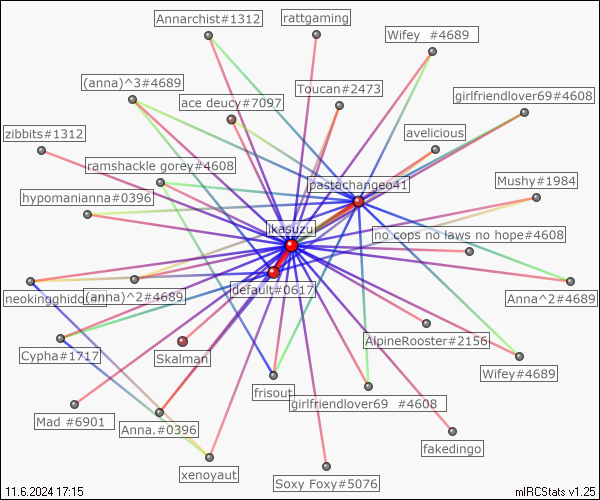 Annarchist#1312
rattgaming
Wifey  #4689
(anna)^3#4689
Toucan#2473
girlfriendlover69#4608
ace deucy#7097
zibbits#1312
avelicious
ramshackle gorey#4608
pastachangeo41
Mushy#1984
hypomanianna#0396
ikasuzu
no cops no laws no hope#4608
neokingghidora
(anna)^2#4689
default#0617
Anna^2#4689
Cypha#1717
Skalman
AlpineRooster#2156
Wifey#4689
frisout
girlfriendlover69  #4608
Mad #6901
Anna.#0396
fakedingo
xenoyaut
Soxy Foxy#5076
11.6.2024 17:15
mIRCStats v1.25